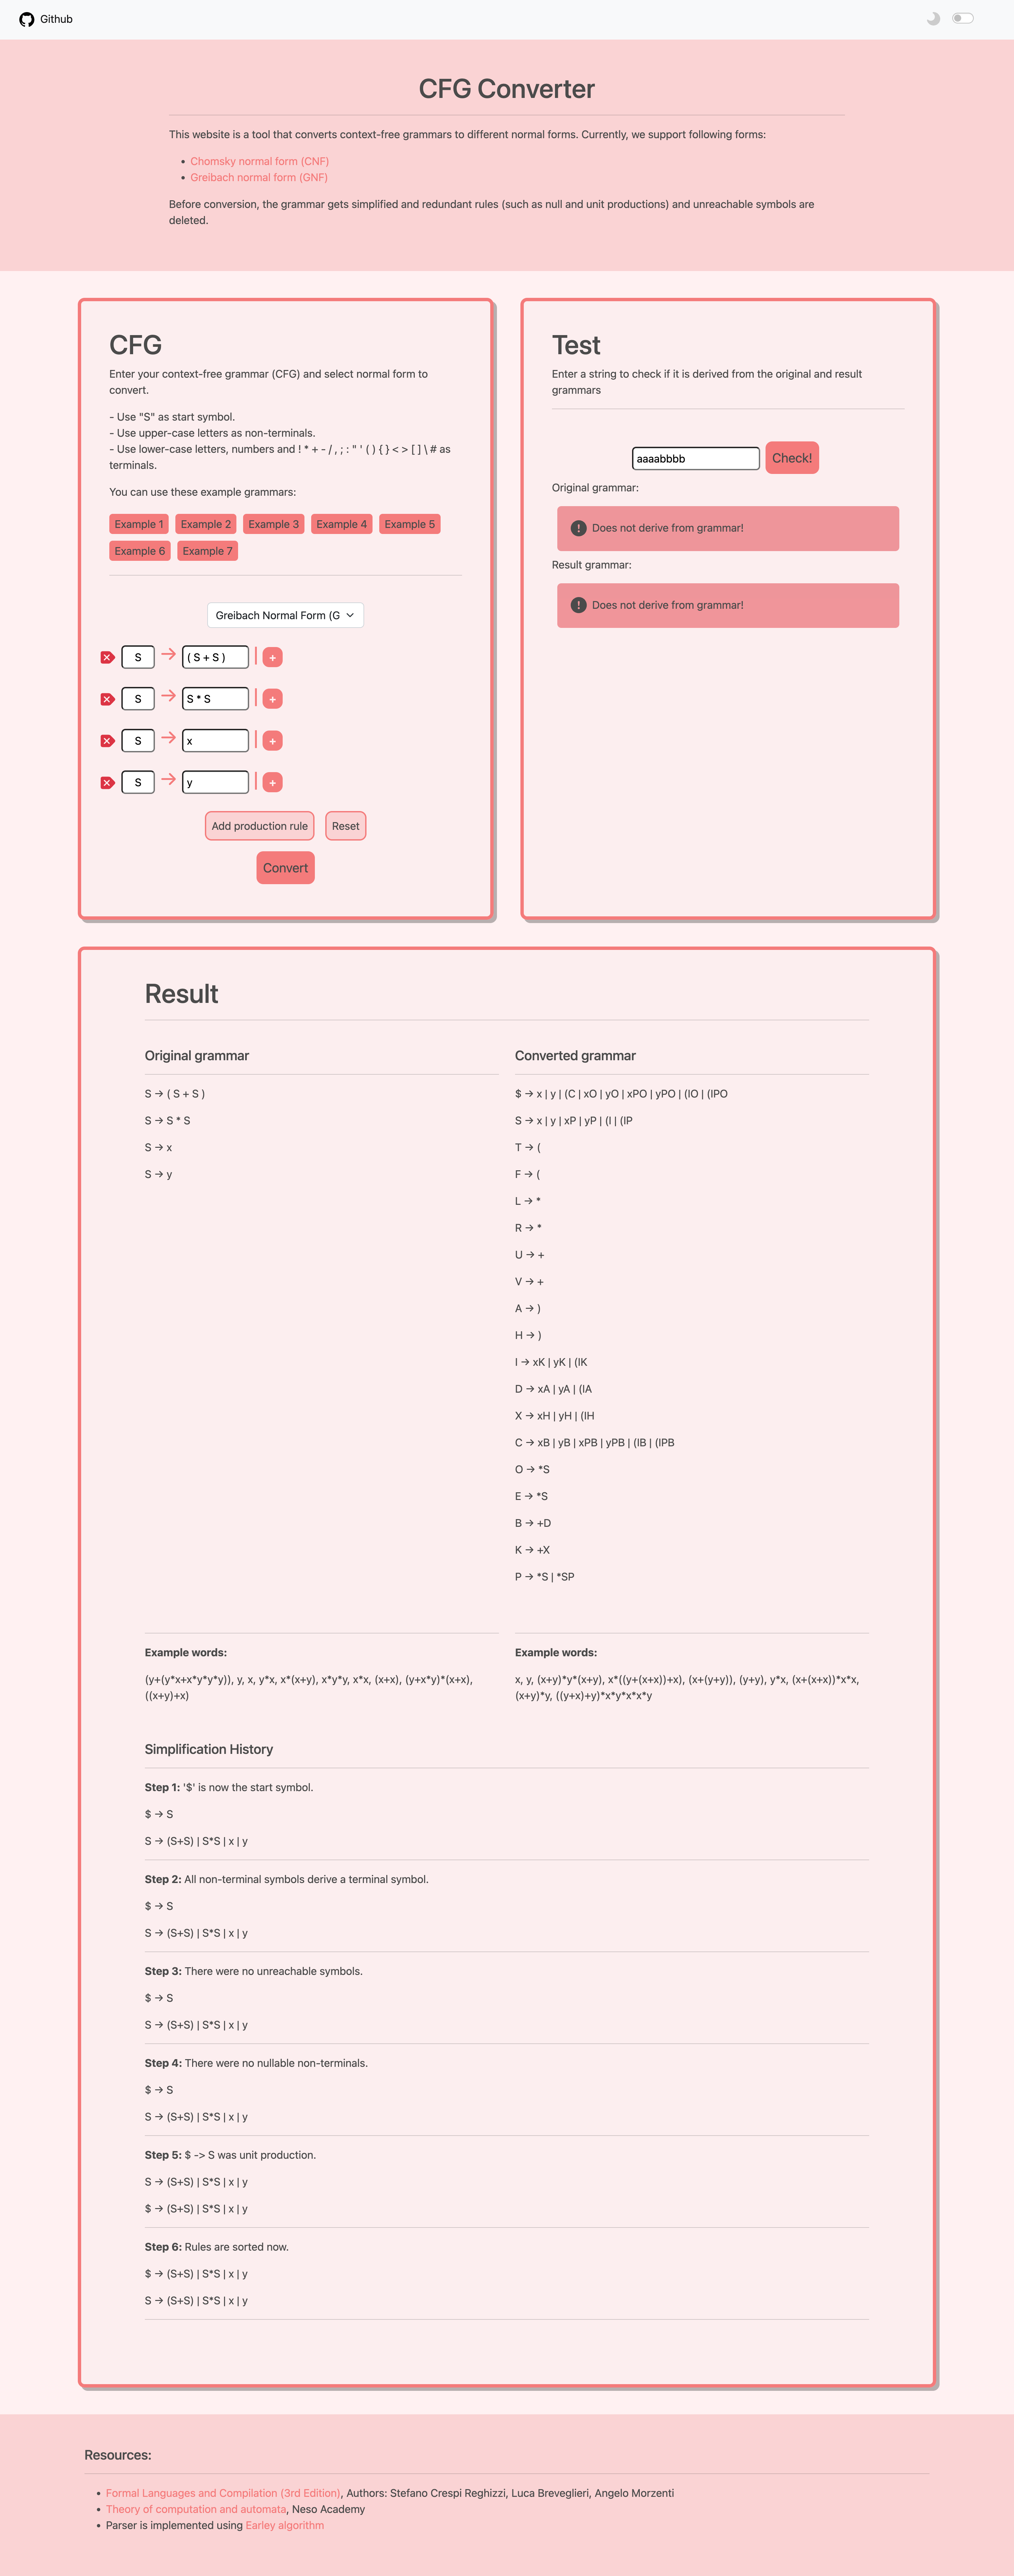 Github
CFG Converter
This website is a tool that converts context-free grammars to different normal forms. Currently, we support following forms:
• Chomsky normal form (CNF)
• Greibach normal form (GNF)
Before conversion, the grammar gets simplified and redundant rules (such as null and unit productions) and unreachable symbols are
deleted.
CFG
Enter your context-free grammar (CFG) and select normal form to
convert.
- Use "S" as start symbol.
- Use upper-case letters as non-terminals.
- Use lower-case letters, numbers and ! * + - / , ; : " ' ( ) { } < > [ ] \ # as
terminals.
You can use these example grammars:
Example 1 Example 2 Example 3 Example 4 Example 5
Example 6 Example 7
Greibach Normal Form (G
S → ( S + S ) | +
S → S * S | +
S → x | +
S → y | +
Add production rule Reset
Convert
Test
Enter a string to check if it is derived from the original and result
grammars
aaaabbbb Check!
Original grammar:
Does not derive from grammar!
Result grammar:
Does not derive from grammar!
Result
Original grammar
S → ( S + S )
S → S * S
S → x
S → y
Converted grammar
$ → x | y | (C | xO | yO | xPO | yPO | (IO | (IPO
S → x | y | xP | yP | (I | (IP
T → (
F → (
L → *
R → *
U → +
V → +
A → )
H → )
I → xK | yK | (IK
D → xA | yA | (IA
X → xH | yH | (IH
C → xB | yB | xPB | yPB | (IB | (IPB
O → *S
E → *S
B → +D
K → +X
P → *S | *SP
Example words:
(y+(y*x+x*y*y*y)), y, x, y*x, x*(x+y), x*y*y, x*x, (x+x), (y+x*y)*(x+x),
((x+y)+x)
Example words:
x, y, (x+y)*y*(x+y), x*((y+(x+x))+x), (x+(y+y)), (y+y), y*x, (x+(x+x))*x*x,
(x+y)*y, ((y+x)+y)*x*y*x*x*y
Simplification History
Step 1: '$' is now the start symbol.
$ → S
S → (S+S) | S*S | x | y
Step 2: All non-terminal symbols derive a terminal symbol.
$ → S
S → (S+S) | S*S | x | y
Step 3: There were no unreachable symbols.
$ → S
S → (S+S) | S*S | x | y
Step 4: There were no nullable non-terminals.
$ → S
S → (S+S) | S*S | x | y
Step 5: $ -> S was unit production.
S → (S+S) | S*S | x | y
$ → (S+S) | S*S | x | y
Step 6: Rules are sorted now.
$ → (S+S) | S*S | x | y
S → (S+S) | S*S | x | y
Resources:
• Formal Languages and Compilation (3rd Edition), Authors: Stefano Crespi Reghizzi, Luca Breveglieri, Angelo Morzenti
• Theory of computation and automata, Neso Academy
• Parser is implemented using Earley algorithm